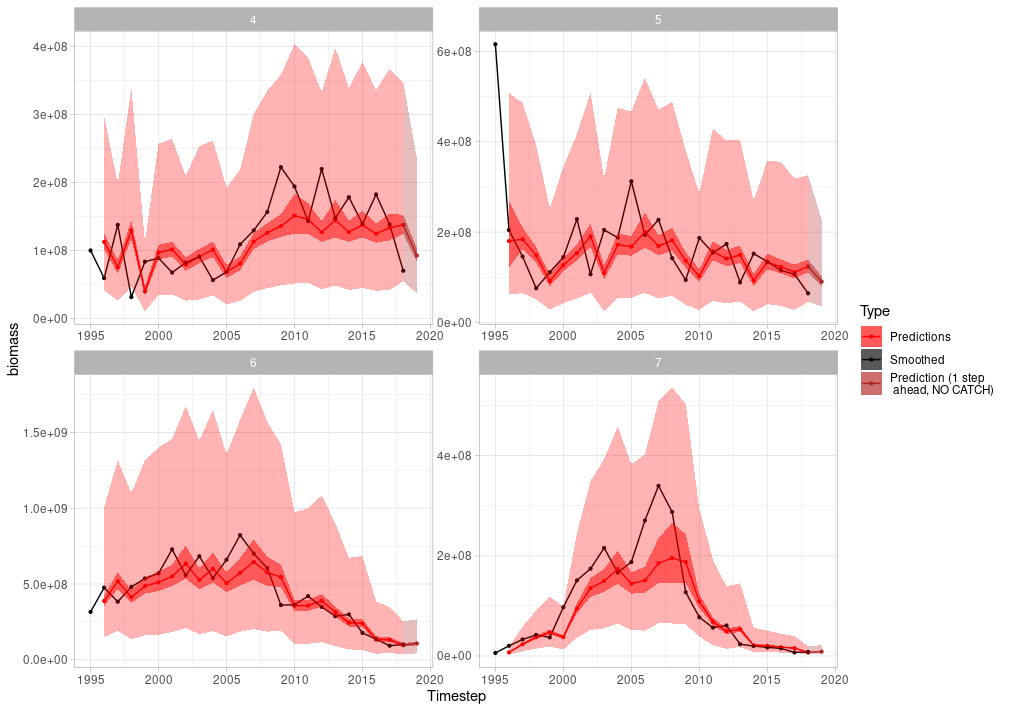 4
5
4e+08
3e+08
2e+08
1e+08
0e+00
6e+08
4e+08
2e+08
0e+00
1995 2000 2005 2010 2015 2020
1995 2000 2005 2010 2015 2020
biomass
6
7
1.5e+09
1.0e+09
5.0e+08
0.0e+00
4e+08
2e+08
0e+00
1995 2000 2005 2010 2015 2020
1995 2000 2005 2010 2015 2020
Timestep
Type
Predictions
Smoothed
Prediction (1 step
ahead, NO CATCH)